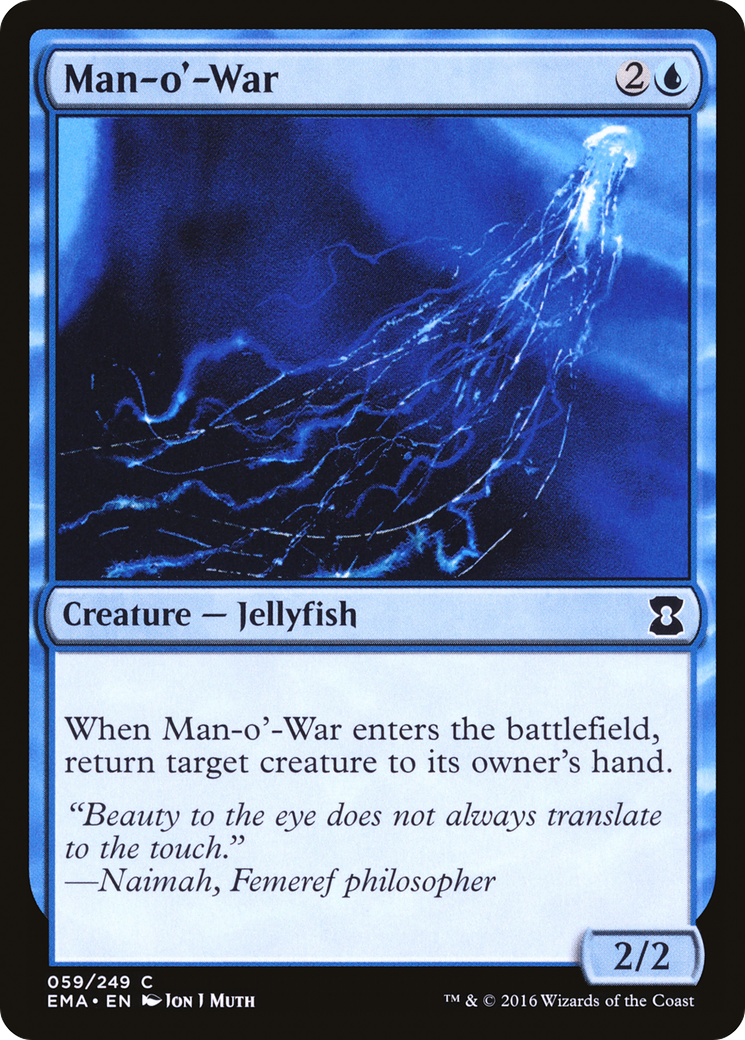 Man-o'-War 2
Creature — Jellyfish
When Man-o'-War enters the battlefield,
return target creature to its owner's hand.
“Beauty to the eye does not always translate
to the touch.”
—Naimah, Femeref philosopher
2/2
059/249 C
EMA • EN Jon J Muth ™ & © 2016 Wizards of the Coast